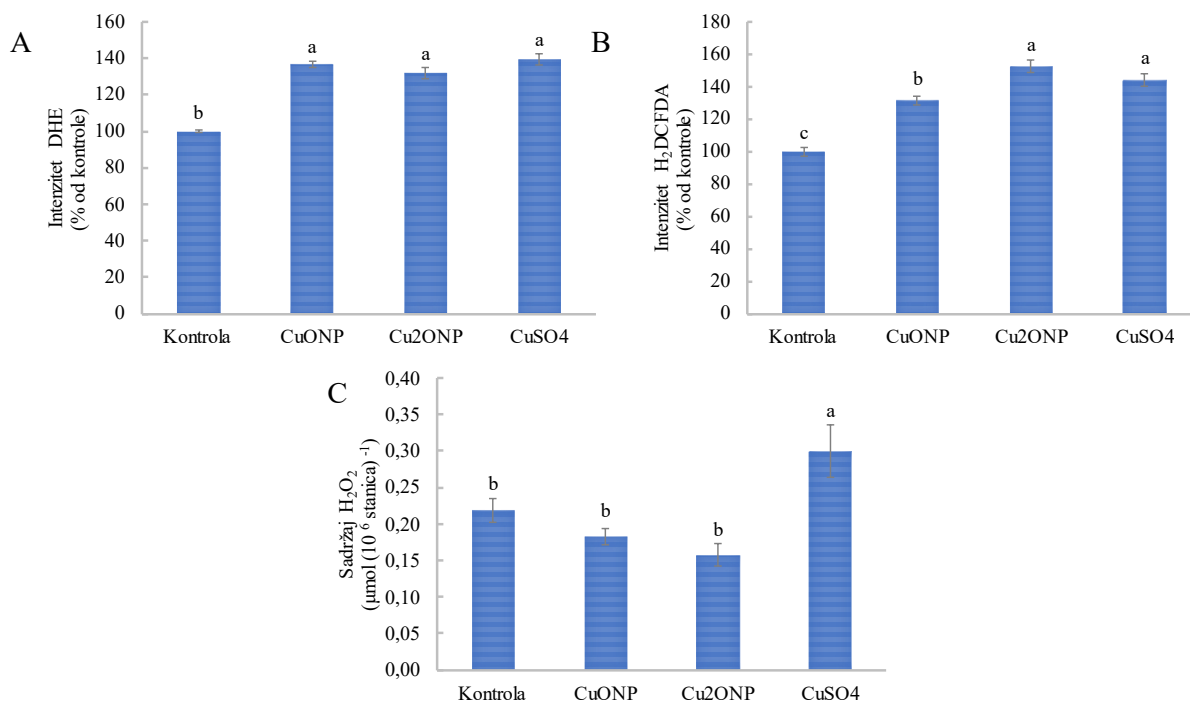 A
Intenzitet DHE
(% od kontrole)
160
140
120
100
80
60
40
20
0
b
a
a
a
Kontrola CuONP Cu2ONP CuSO4
B
Intenzitet H₂DCFDA
(% od kontrole)
180
160
140
120
100
80
60
40
20
0
c
b
a
a
Kontrola CuONP Cu2ONP CuSO4
C
Sadržaj H₂O₂
(μmol (10⁶ stanica)⁻¹
0,40
0,35
0,30
0,25
0,20
0,15
0,10
0,05
0,00
b
b
b
a
Kontrola CuONP Cu2ONP CuSO4